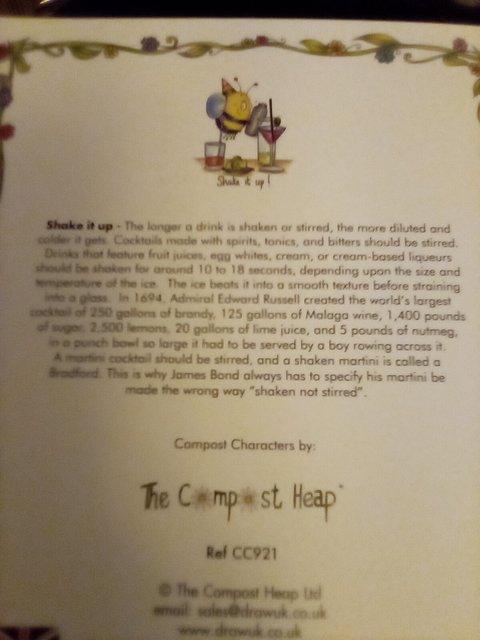 Shake it up!
Shake it up - The longer a drink is shaken or stirred, the more diluted and
colder it gets. Cocktails made with spirits, tonics, and bitters should be stirred.
Drinks that feature fruit juices, egg whites, cream, or cream-based liqueurs
should be shaken for around 10 to 18 seconds, depending upon the size and
temperature of the ice. The ice beats it into a smooth texture before straining
into a glass. In 1694, Admiral Edward Russell created the world's largest
cocktail of 250 gallons of brandy, 125 gallons of Malaga wine, 1,400 pounds
of sugar, 2,500 lemons, 20 gallons of lime juice, and 5 pounds of nutmeg,
in a punch bowl so large it had to be served by a boy rowing across it.
A martini cocktail should be stirred, and a shaken martini is called a
Bradford. This is why James Bond always has to specify his martini be
made the wrong way "shaken not stirred".
Compost Characters by:
The Compost Heap™
Ref CC921
© The Compost Heap Ltd
email: sales@drawuk.co.uk
www.drawuk.co.uk